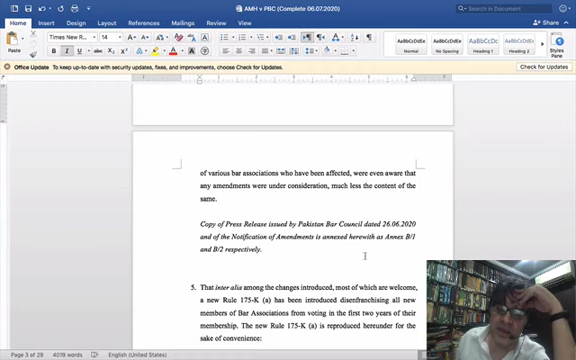 AMH v PBC (Complete 06.07.2020)
Search in Document
Home Insert Design Layout References Mailings Review View
Share
Times New R... 14
Paste
AaBbCcDdEe AaBbCcDdEe AaBbCcDc AaBbCcDdEe
Normal No Spacing Heading 1 Heading 2
Styles Pane
Office Update To keep up-to-date with security updates, fixes, and improvements, choose Check for Updates.
Check for Updates
of various bar associations who have been affected, were even aware that
any amendments were under consideration, much less the content of the
same.
Copy of Press Release issued by Pakistan Bar Council dated 26.06.2020
and of the Notification of Amendments is annexed herewith as Annex B/1
and B/2 respectively.
5. That inter alia among the changes introduced, most of which are welcome,
a new Rule 175-K (a) has been introduced disenfranchising all new
members of Bar Associations from voting in the first two years of their
membership. The new Rule 175-K (a) is reproduced hereunder for the
sake of convenience:
Page 3 of 29 4019 words English (United States)